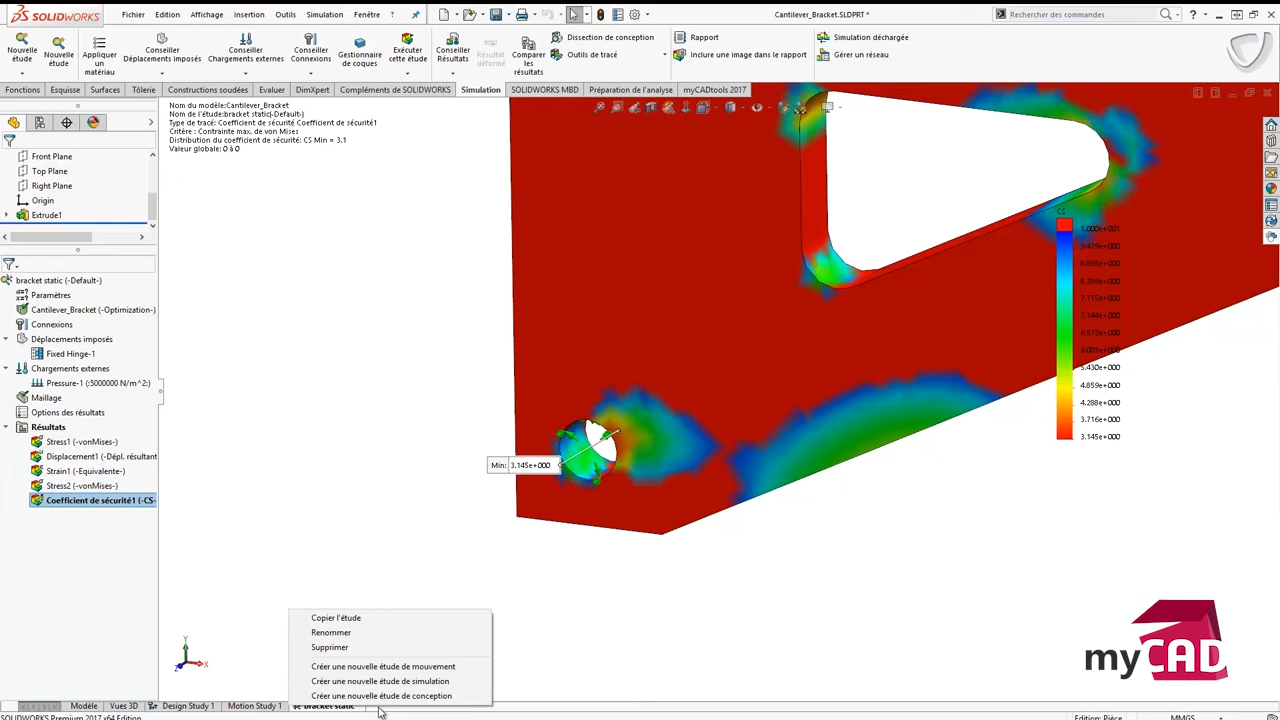 SOLIDWORKS
Fichier Edition Affichage Insertion Outils Simulation Fenêtre ?
Cantilever_Bracket.SLDPRT *
Rechercher des commandes
Nouvelle étude
Nouvelle étude
Appliquer un matériau
Conseiller Déplacements imposés
Conseiller Chargements externes
Conseiller Connexions
Gestionnaire de coques
Exécuter cette étude
Conseiller Résultats
Résultat déformé
Comparer les résultats
Dissection de conception
Outils de tracé
Rapport
Inclure une image dans le rapport
Simulation déchargée
Gérer un réseau
Fonctions Esquisse Surfaces Tôlerie Constructions soudées Evaluer DimXpert Compléments de SOLIDWORKS Simulation SOLIDWORKS MBD Préparation de l'analyse myCADtools 2017
Nom du modèle:Cantilever_Bracket
Nom de l'étude:bracket static(-Default-)
Type de tracé: Coefficient de sécurité Coefficient de sécurité1
Critère : Contrainte max. de von Mises
Distribution du coefficient de sécurité: CS Min = 3.1
Valeur globale: 0 à 0
Front Plane
Top Plane
Right Plane
Origin
Extrude1
bracket static (-Default-)
Paramètres
Cantilever_Bracket (-Optimization-)
Connexions
Déplacements imposés
Fixed Hinge-1
Chargements externes
Pressure-1 (:5000000 N/m^2:)
Maillage
Options des résultats
Résultats
Stress1 (-vonMises-)
Displacement1 (-Dépl. résultant
Strain1 (-Equivalente-)
Stress2 (-vonMises-)
Coefficient de sécurité1 (-CS-
CS
1.000e+001
9.429e+000
8.858e+000
8.286e+000
7.715e+000
7.144e+000
6.573e+000
6.001e+000
5.430e+000
4.859e+000
4.288e+000
3.716e+000
3.145e+000
Min: 3.145e+000
Copier l'étude
Renommer
Supprimer
Créer une nouvelle étude de mouvement
Créer une nouvelle étude de simulation
Créer une nouvelle étude de conception
Y
X
Z
myCAD
Modèle Vues 3D Design Study 1 Motion Study 1 bracket static
SOLIDWORKS Premium 2017 x64 Edition
Edition: Pièce
MMGS